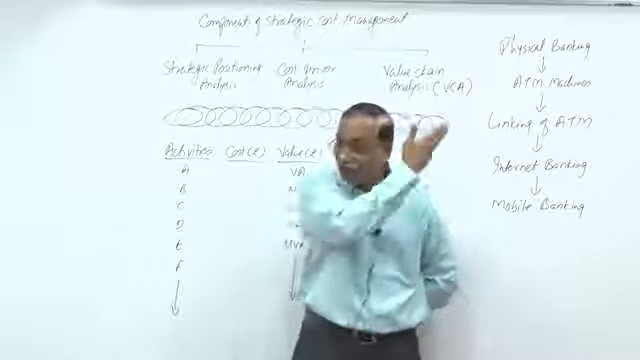 Components of Strategic Cost Management
Strategic Positioning Analysis
Cost Driver Analysis
Value chain Analysis (VCA)
Activities Cost(₹) Value(₹)
A VA
B N
C
D
E NVA
F
Physical Banking
↓
ATM Machines
↓
Linking of ATM
↓
Internet Banking
↓
Mobile Banking